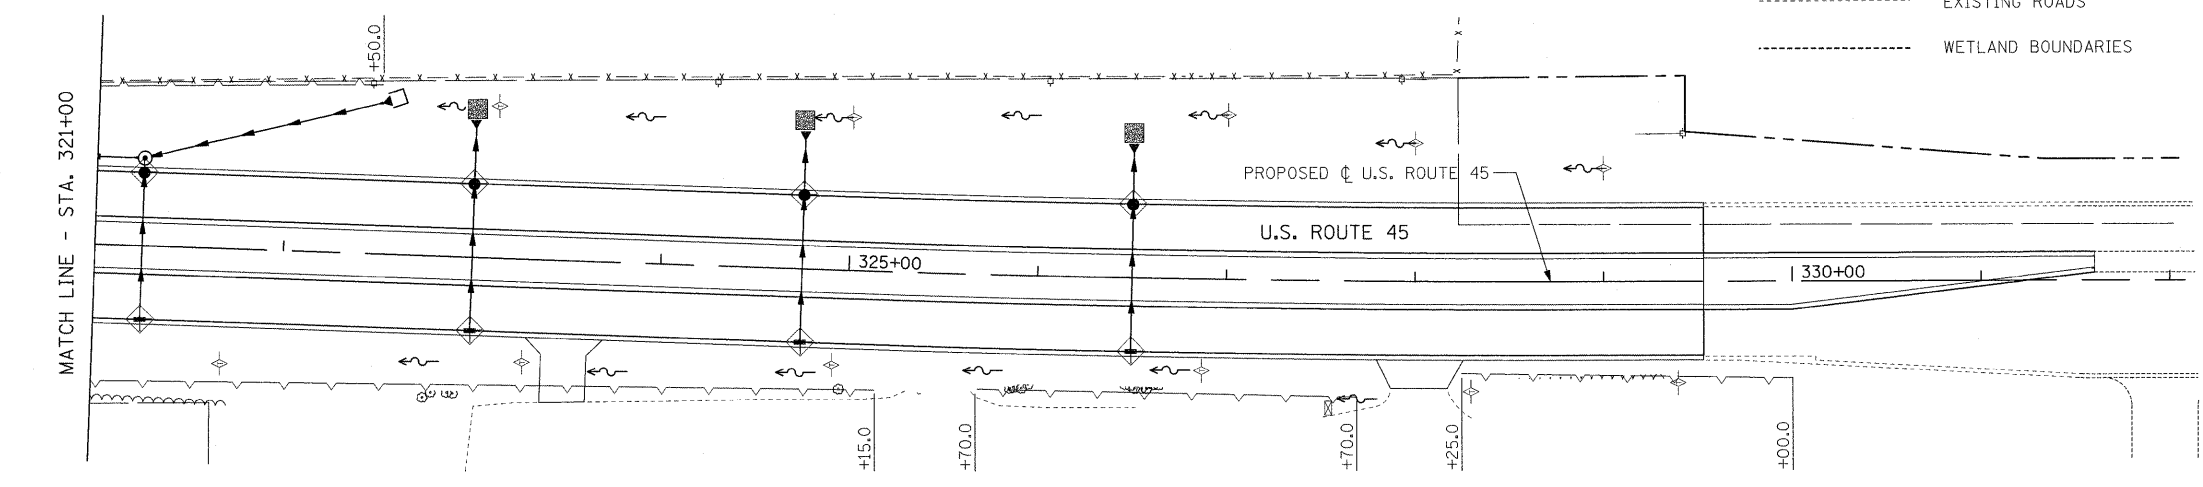 EXISTING ROADS
WETLAND BOUNDARIES
+50.0
MATCH LINE - STA. 321+00
PROPOSED ℄ U.S. ROUTE 45
U.S. ROUTE 45
325+00
330+00
+15.0
+70.0
+70.0
+25.0
+00.0